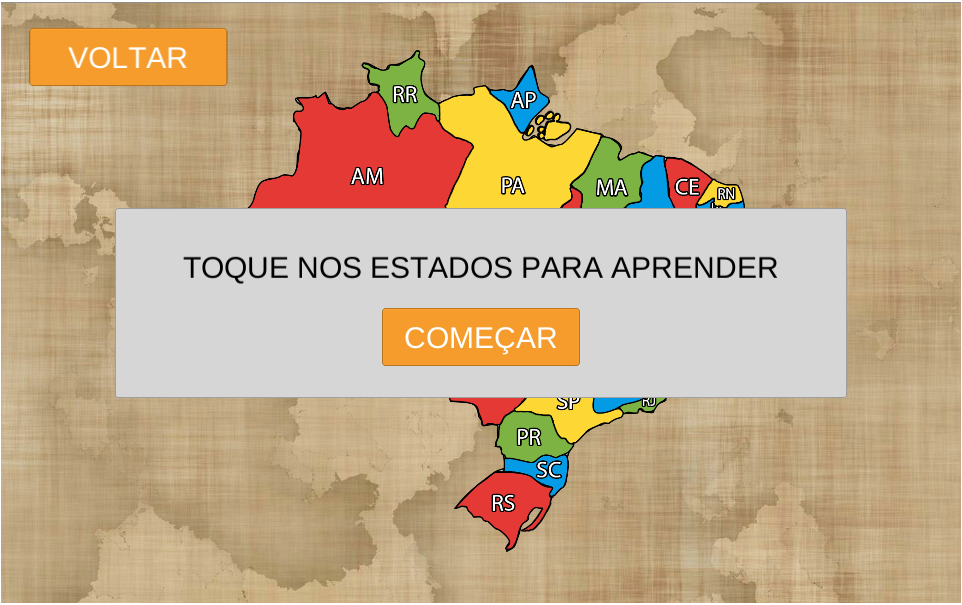 VOLTAR
RR
AP
AM
PA
MA
CE
RN
TOQUE NOS ESTADOS PARA APRENDER
COMEÇAR
SP
RJ
PR
SC
RS